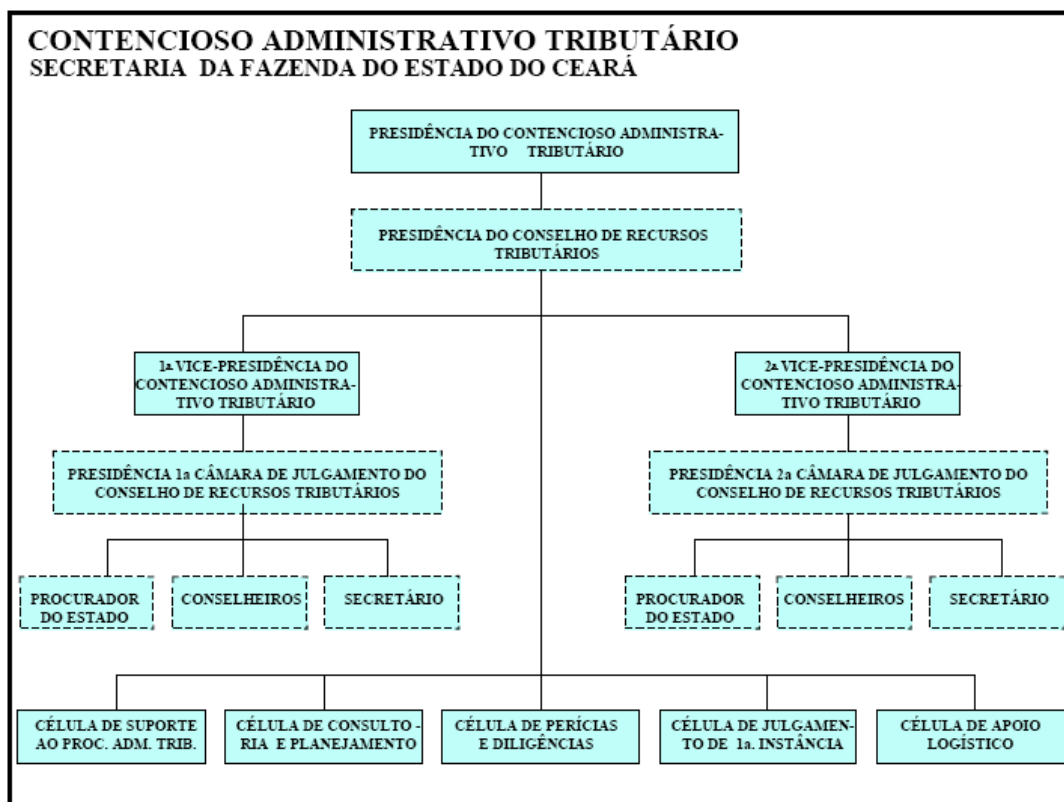 CONTENCIOSO ADMINISTRATIVO TRIBUTÁRIO
SECRETARIA DA FAZENDA DO ESTADO DO CEARÁ
PRESIDÊNCIA DO CONTENCIOSO ADMINISTRA-
TIVO TRIBUTÁRIO
PRESIDÊNCIA DO CONSELHO DE RECURSOS
TRIBUTÁRIOS
1a VICE-PRESIDÊNCIA DO
CONTENCIOSO ADMINISTRA-
TIVO TRIBUTÁRIO
2a VICE-PRESIDÊNCIA DO
CONTENCIOSO ADMINISTRA-
TIVO TRIBUTÁRIO
PRESIDÊNCIA 1a CÂMARA DE JULGAMENTO DO
CONSELHO DE RECURSOS TRIBUTÁRIOS
PRESIDÊNCIA 2a CÂMARA DE JULGAMENTO DO
CONSELHO DE RECURSOS TRIBUTÁRIOS
PROCURADOR
DO ESTADO
CONSELHEIROS
SECRETÁRIO
PROCURADOR
DO ESTADO
CONSELHEIROS
SECRETÁRIO
CÉLULA DE SUPORTE
AO PROC. ADM. TRIB.
CÉLULA DE CONSULTO -
RIA E PLANEJAMENTO
CÉLULA DE PERÍCIAS
E DILIGÊNCIAS
CÉLULA DE JULGAMEN-
TO DE 1a. INSTÂNCIA
CÉLULA DE APOIO
LOGÍSTICO